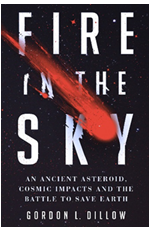 FIRE
IN THE
SKY
AN ANCIENT ASTEROID,
COSMIC IMPACTS AND THE
BATTLE TO SAVE EARTH
GORDON L. DILLOW